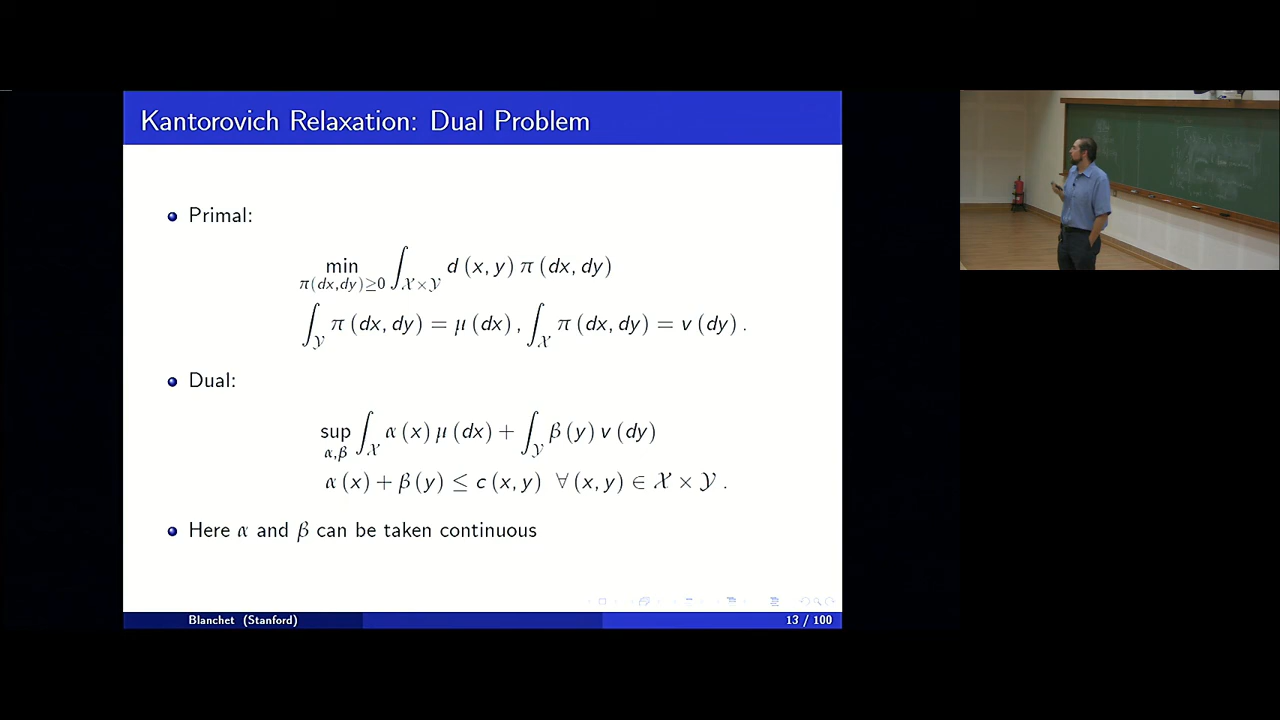 Kantorovich Relaxation: Dual Problem
Primal:
min_{π(dx,dy)≥0} ∫_{𝒳×𝒴} d (x, y) π (dx, dy)
∫_𝒴 π (dx, dy) = μ (dx) , ∫_𝒳 π (dx, dy) = v (dy) .
Dual:
sup_{α,β} ∫_𝒳 α (x) μ (dx) + ∫_𝒴 β (y) v (dy)
α (x) + β (y) ≤ c (x, y) ∀ (x, y) ∈ 𝒳 × 𝒴 .
Here α and β can be taken continuous
Blanchet (Stanford)
13 / 100